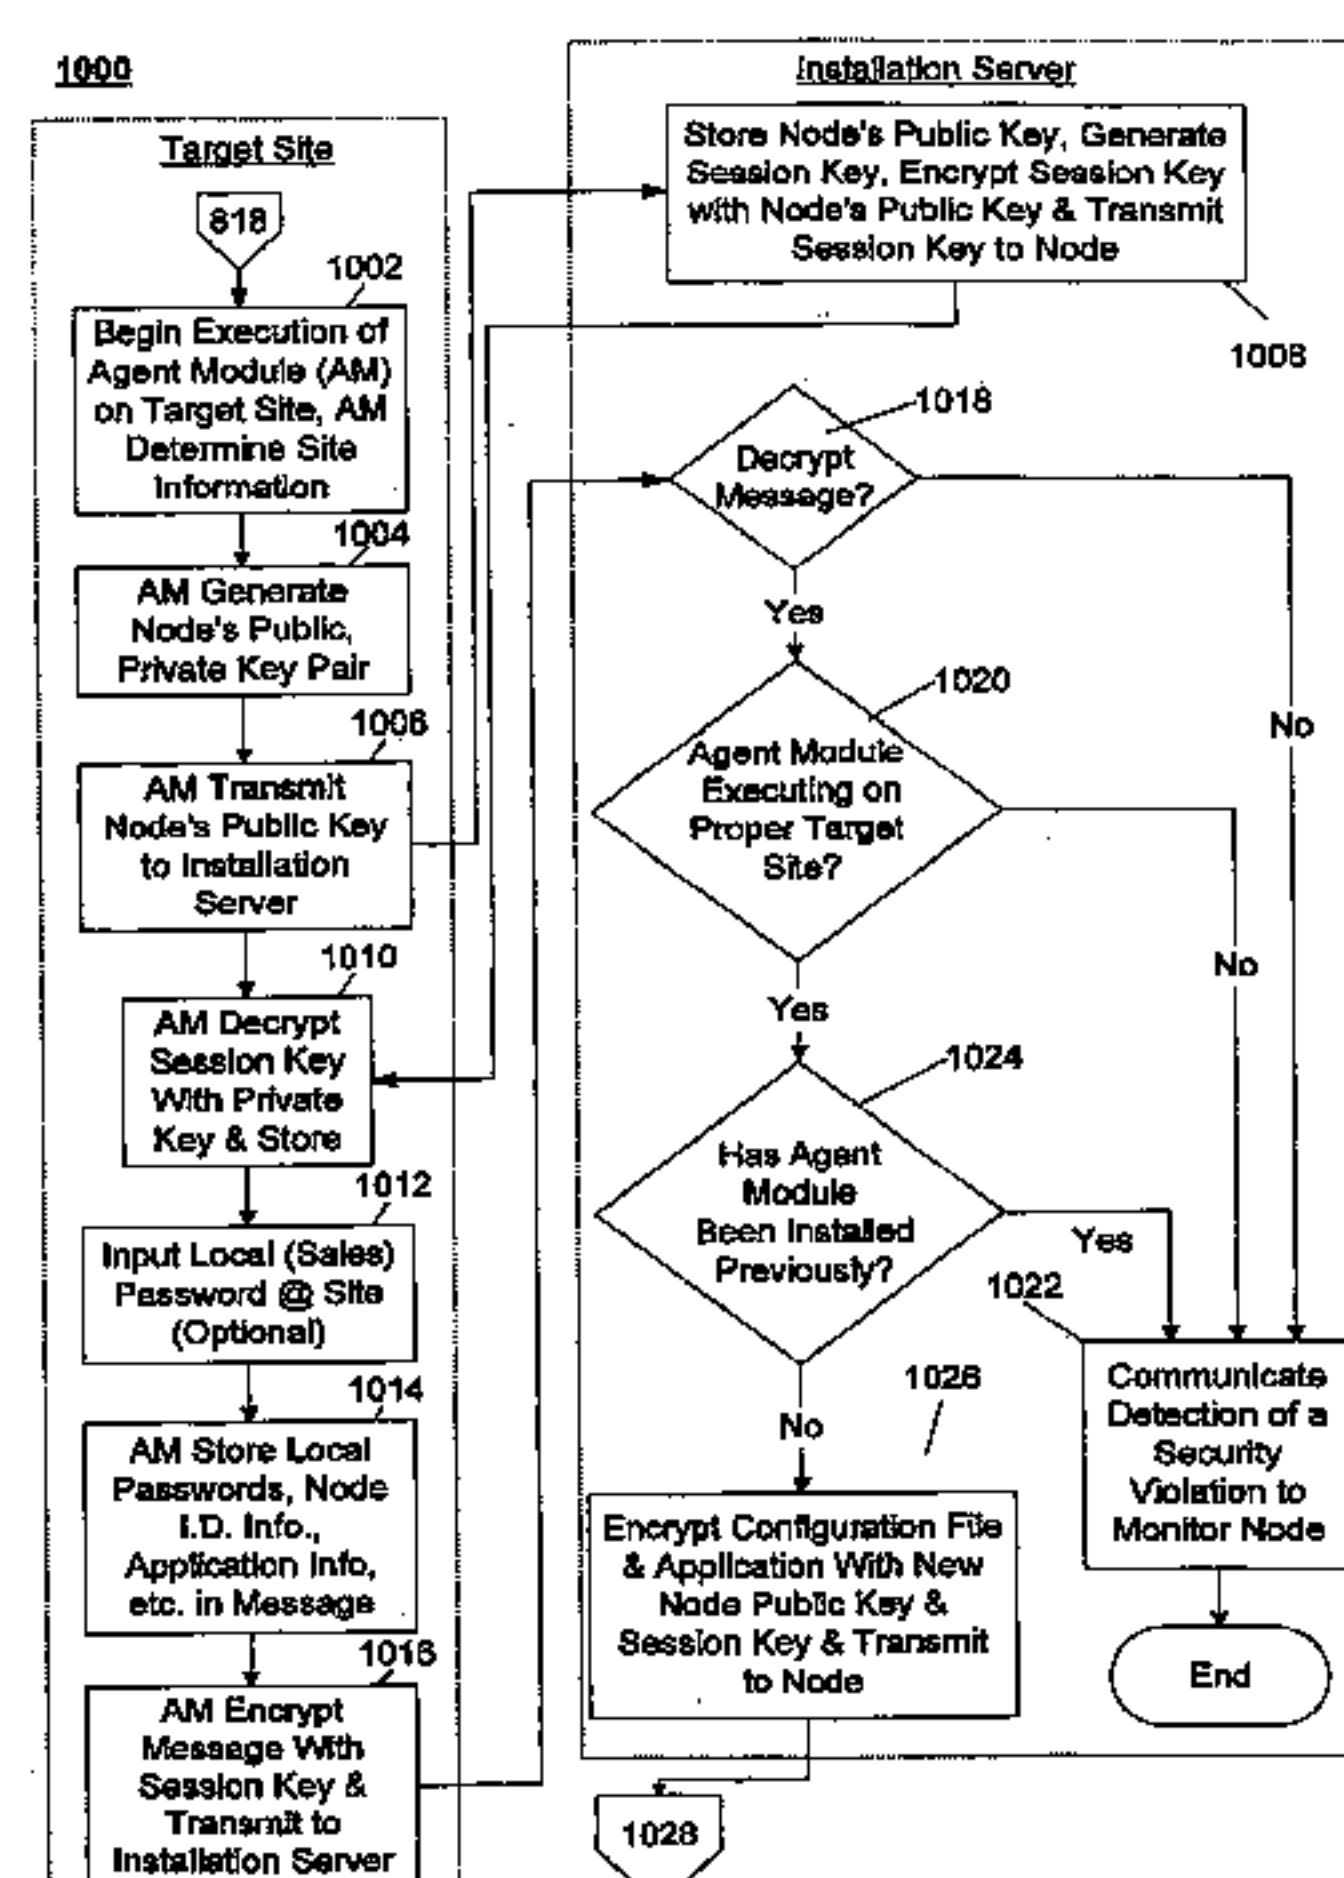 1000
Target Site
818
1002
Begin Execution of
Agent Module (AM)
on Target Site, AM
Determine Site
Information
1004
AM Generate
Node's Public,
Private Key Pair
1006
AM Transmit
Node's Public Key
to Installation
Server
1010
AM Decrypt
Session Key
With Private
Key & Store
1012
Input Local (Sales)
Password @ Site
(Optional)
1014
AM Store Local
Passwords, Node
I.D. Info.,
Application Info,
etc. in Message
1016
AM Encrypt
Message With
Session Key &
Transmit to
Installation Server
Installation Server
Store Node's Public Key, Generate
Session Key, Encrypt Session Key
with Node's Public Key & Transmit
Session Key to Node
1008
1018
Decrypt
Message?
Yes
No
1020
Agent Module
Executing on
Proper Target
Site?
Yes
No
1024
Has Agent
Module
Been Installed
Previously?
Yes
No
1022
Communicate
Detection of a
Security
Violation to
Monitor Node
End
1026
Encrypt Configuration File
& Application With New
Node Public Key &
Session Key & Transmit
to Node
1028